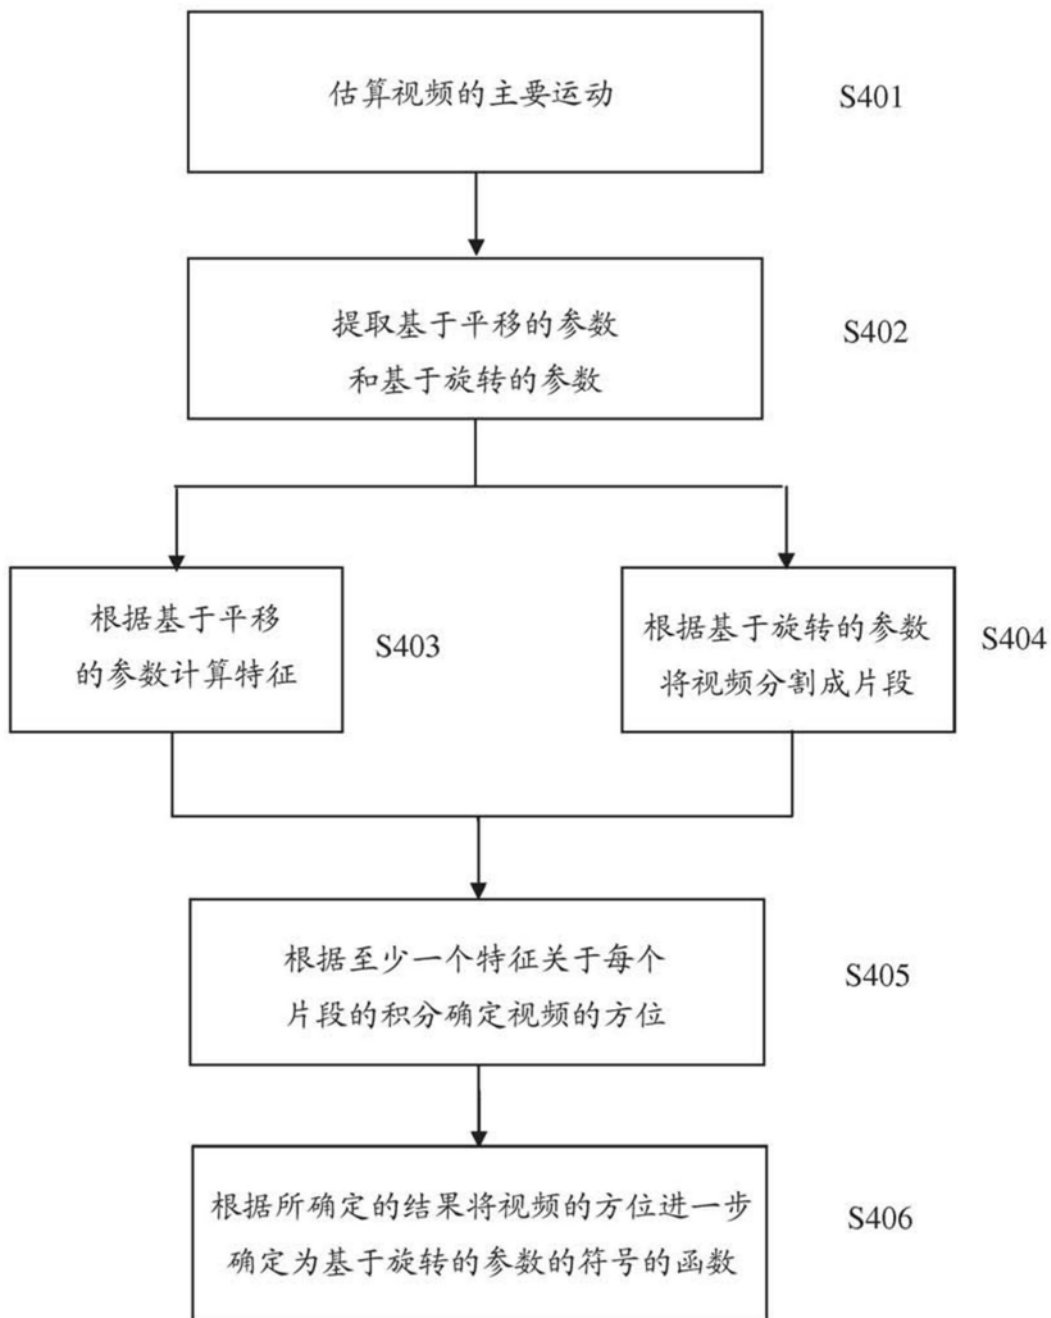 估算视频的主要运动
S401
提取基于平移的参数
和基于旋转的参数
S402
根据基于平移
的参数计算特征
S403
根据基于旋转的参数
将视频分割成片段
S404
根据至少一个特征关于每个
片段的积分确定视频的方位
S405
根据所确定的结果将视频的方位进一步
确定为基于旋转的参数的符号的函数
S406